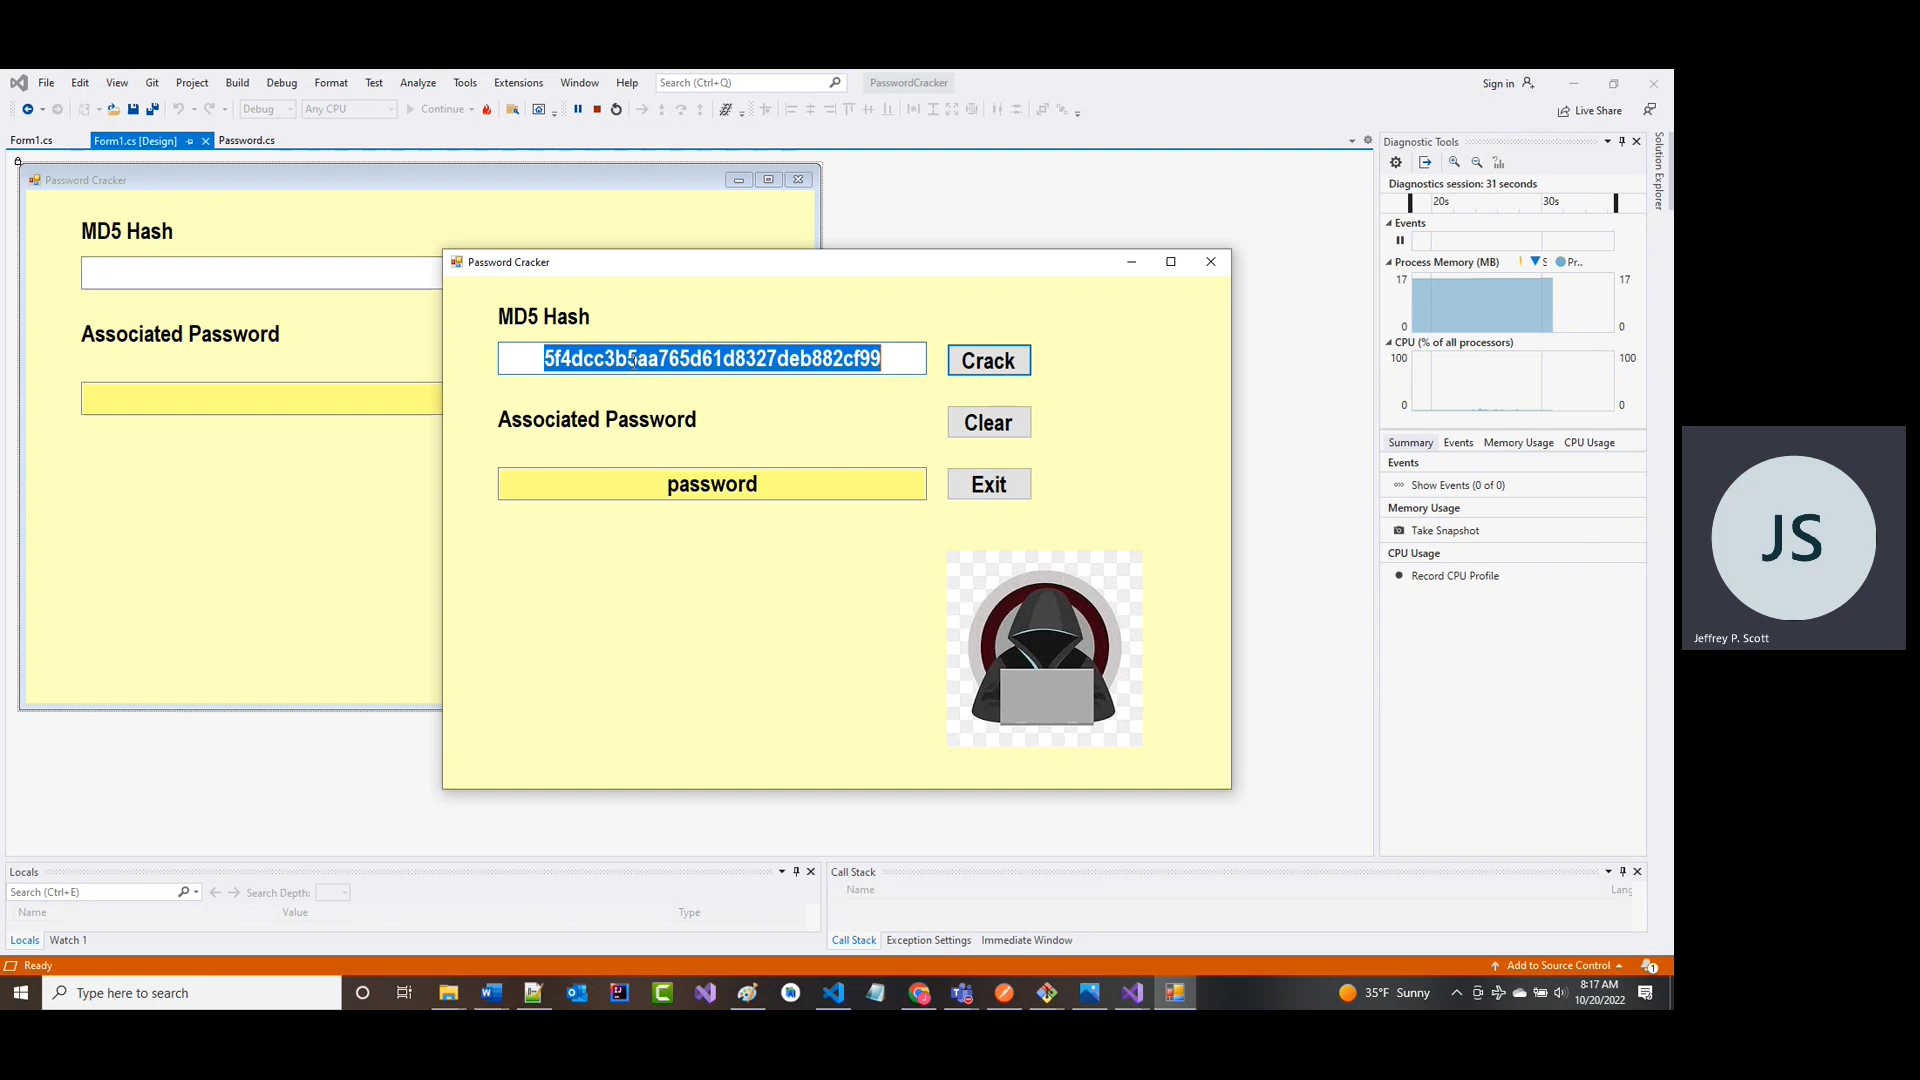 File Edit View Git Project Build Debug Format Test Analyze Tools Extensions Window Help Search (Ctrl+Q) PasswordCracker Sign in
Debug Any CPU Continue Live Share
Form1.cs Form1.cs [Design] Password.cs
Password Cracker
MD5 Hash
Associated Password
Password Cracker
MD5 Hash
5f4dcc3b5aa765d61d8327deb882cf99 Crack
Associated Password Clear
password Exit
Diagnostic Tools
Diagnostics session: 31 seconds
20s 30s
Events
Process Memory (MB) S Pr..
17 17
0 0
CPU (% of all processors)
100 100
0 0
Summary Events Memory Usage CPU Usage
Events
Show Events (0 of 0)
Memory Usage
Take Snapshot
CPU Usage
Record CPU Profile
Solution Explorer
JS
Jeffrey P. Scott
Locals
Search (Ctrl+E) Search Depth:
Name Value Type
Locals Watch 1
Call Stack
Name Lang
Call Stack Exception Settings Immediate Window
Ready Add to Source Control 1
Type here to search 35°F Sunny 8:17 AM
10/20/2022